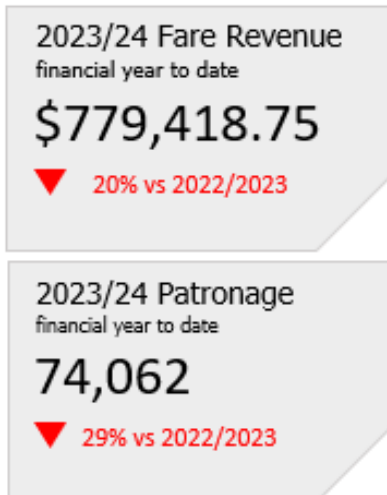 2023/24 Fare Revenue
financial year to date
$779,418.75
▼ 20% vs 2022/2023
2023/24 Patronage
financial year to date
74,062
▼ 29% vs 2022/2023